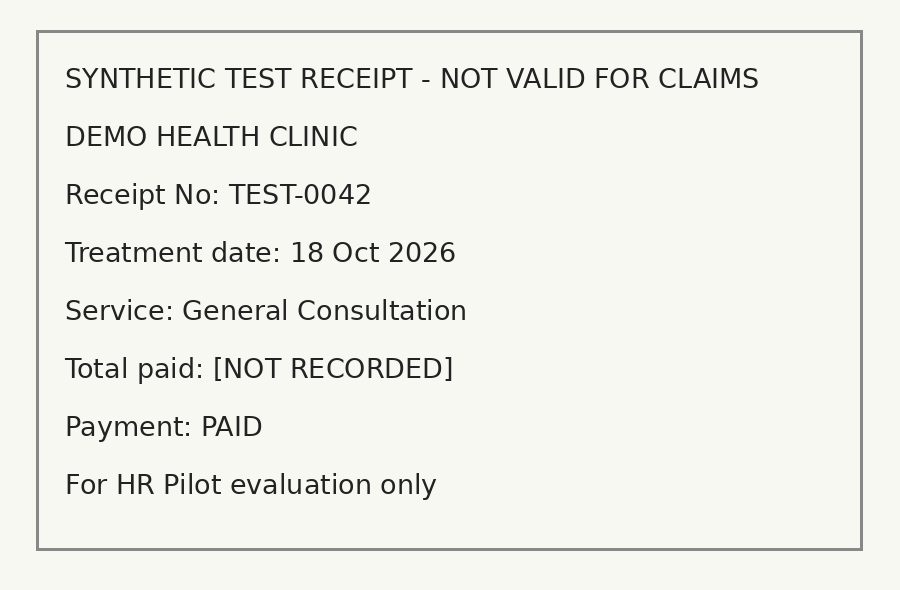 SYNTHETIC TEST RECEIPT - NOT VALID FOR CLAIMS
DEMO HEALTH CLINIC
Receipt No: TEST-0042
Treatment date: 18 Oct 2026
Service: General Consultation
Total paid: [NOT RECORDED]
Payment: PAID
For HR Pilot evaluation only